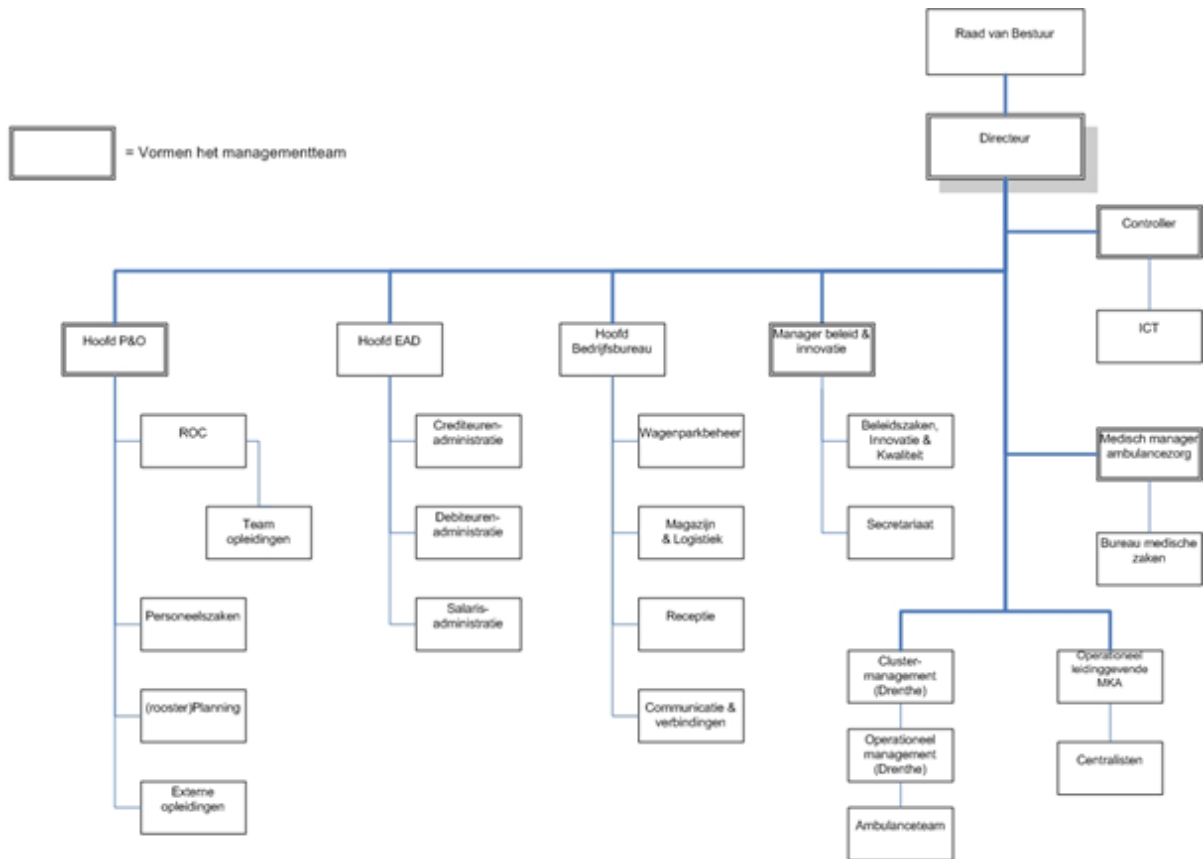 Raad van Bestuur
Directeur
= Vormen het managementteam
Controller
ICT
Hoofd P&O
Hoofd EAD
Hoofd
Bedrijfsbureau
Manager beleid &
innovatie
ROC
Team
opleidingen
Personeelszaken
(rooster)Planning
Externe
opleidingen
Crediteuren-
administratie
Debiteuren-
administratie
Salaris-
administratie
Wagenparkbeheer
Magazijn
& Logistiek
Receptie
Communicatie &
verbindingen
Beleidszaken,
Innovatie &
Kwaliteit
Secretariaat
Medisch manager
ambulancezorg
Bureau medische
zaken
Cluster-
management
(Drenthe)
Operationeel
management
(Drenthe)
Ambulanceteam
Operationeel
leidinggevende
MKA
Centralisten